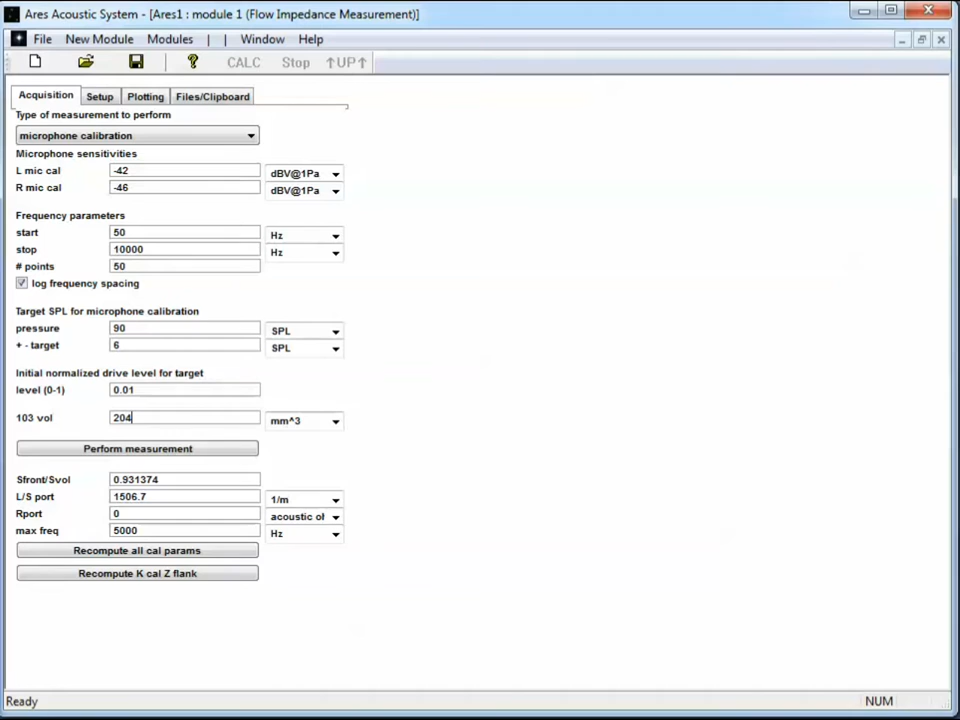 Ares Acoustic System - [Ares1 : module 1 (Flow Impedance Measurement)]
File New Module Modules | | Window Help
CALC Stop ↑UP↑
Acquisition Setup Plotting Files/Clipboard
Type of measurement to perform
microphone calibration
Microphone sensitivities
L mic cal -42 dBV@1Pa
R mic cal -46 dBV@1Pa
Frequency parameters
start 50 Hz
stop 10000 Hz
# points 50
log frequency spacing
Target SPL for microphone calibration
pressure 90 SPL
+ - target 6 SPL
Initial normalized drive level for target
level (0-1) 0.01
103 vol 204 mm^3
Perform measurement
Sfront/Svol 0.931374
L/S port 1506.7 1/m
Rport 0 acoustic ol
max freq 5000 Hz
Recompute all cal params
Recompute K cal Z flank
Ready NUM